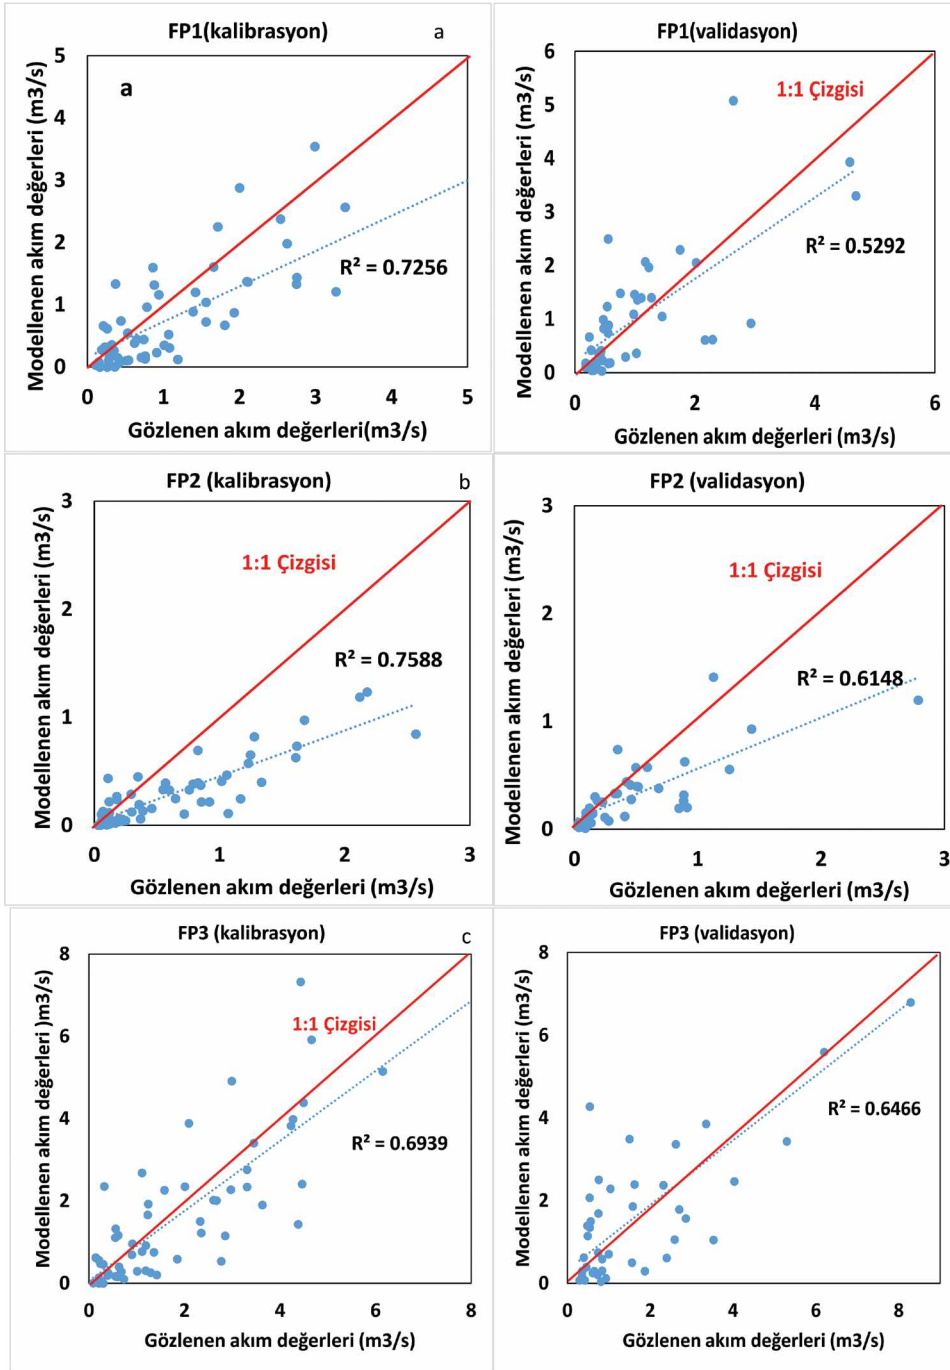 FP1(kalibrasyon) a
a
5
4
3
2
1
0
R² = 0.7256
0 1 2 3 4 5
Modellenen akım değerleri (m3/s)
Gözlenen akım değerleri(m3/s)
FP1(validasyon)
6
5
4
3
2
1
0
1:1 Çizgisi
R² = 0.5292
0 2 4 6
Modellenen akım değerleri (m3/s)
Gözlenen akım değerleri (m3/s)
FP2 (kalibrasyon) b
3
2
1
0
1:1 Çizgisi
R² = 0.7588
0 1 2 3
Modellenen akım değerleri (m3/s)
Gözlenen akım değerleri (m3/s)
FP2 (validasyon)
3
2
1
0
1:1 Çizgisi
R² = 0.6148
0 1 2 3
Modellenen akım değerleri (m3/s)
Gözlenen akım değerleri (m3/s)
FP3 (kalibrasyon) c
8
6
4
2
0
1:1 Çizgisi
R² = 0.6939
0 2 4 6 8
Modellenen akım değerleri )m3/s)
Gözlenen akım değerleri (m3/s)
FP3 (validasyon)
8
6
4
2
0
R² = 0.6466
0 2 4 6 8
Modellenen akım değerleri (m3/s)
Gözlenen akım değerleri (m3/s)